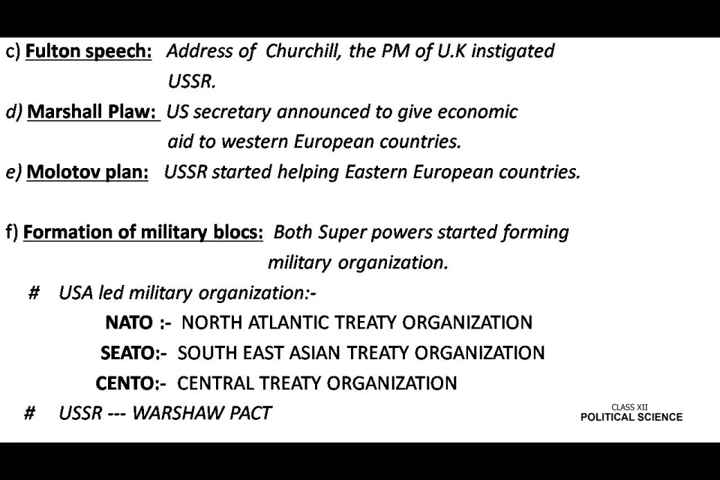 c) Fulton speech: Address of Churchill, the PM of U.K instigated
USSR.
d) Marshall Plaw: US secretary announced to give economic
aid to western European countries.
e) Molotov plan: USSR started helping Eastern European countries.
f) Formation of military blocs: Both Super powers started forming
military organization.
# USA led military organization:-
NATO :- NORTH ATLANTIC TREATY ORGANIZATION
SEATO:- SOUTH EAST ASIAN TREATY ORGANIZATION
CENTO:- CENTRAL TREATY ORGANIZATION
# USSR --- WARSHAW PACT
CLASS XII
POLITICAL SCIENCE